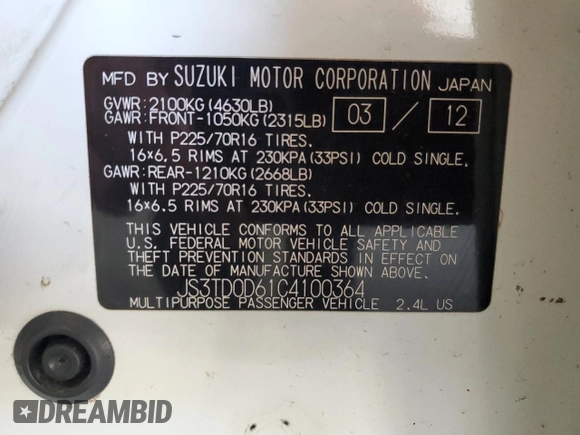 MFD BY SUZUKI MOTOR CORPORATION JAPAN
GVWR:2100KG(4630LB)
GAWR:FRONT-1050KG(2315LB) 03 / 12
WITH P225/70R16 TIRES.
16×6.5 RIMS AT 230KPA(33PSI) COLD SINGLE.
GAWR:REAR-1210KG(2668LB)
WITH P225/70R16 TIRES.
16×6.5 RIMS AT 230KPA(33PSI) COLD SINGLE.
THIS VEHICLE CONFORMS TO ALL APPLICABLE
U.S. FEDERAL MOTOR VEHICLE SAFETY AND
THEFT PREVENTION STANDARDS IN EFFECT ON
THE DATE OF MANUFACTURE SHOWN ABOVE.
JS3TD0D61C4100364
MULTIPURPOSE PASSENGER VEHICLE 2.4L US
DREAMBID